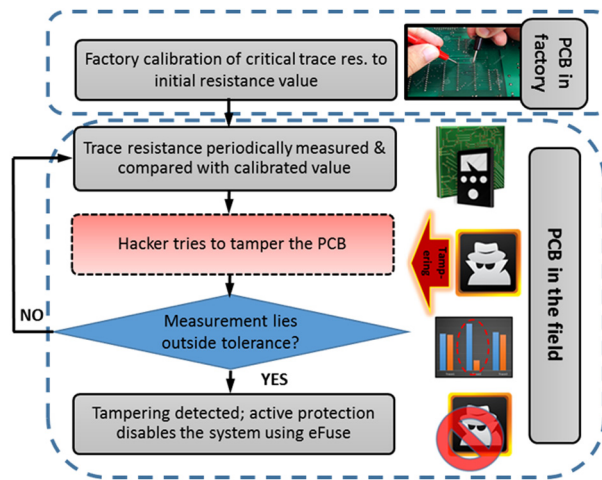 Factory calibration of critical trace res. to
initial resistance value
PCB in
factory
Trace resistance periodically measured &
compared with calibrated value
Hacker tries to tamper the PCB
Tamp-
ering
PCB in the field
NO
Measurement lies
outside tolerance?
YES
Tampering detected; active protection
disables the system using eFuse